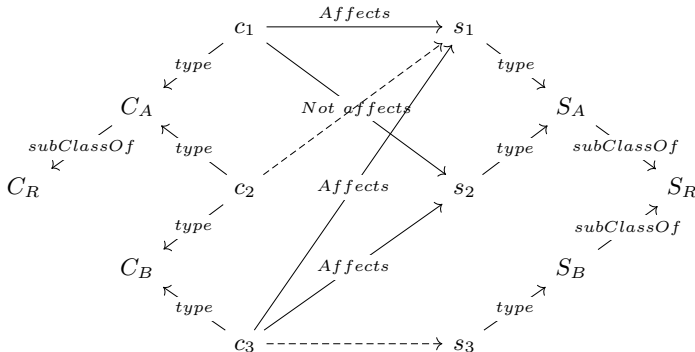 c₁ Affects s₁
type type
C_A S_A
subClassOf Not affects subClassOf
type type
C_R c₂ Affects s₂ S_R
type subClassOf
C_B Affects S_B
type type
c₃ s₃